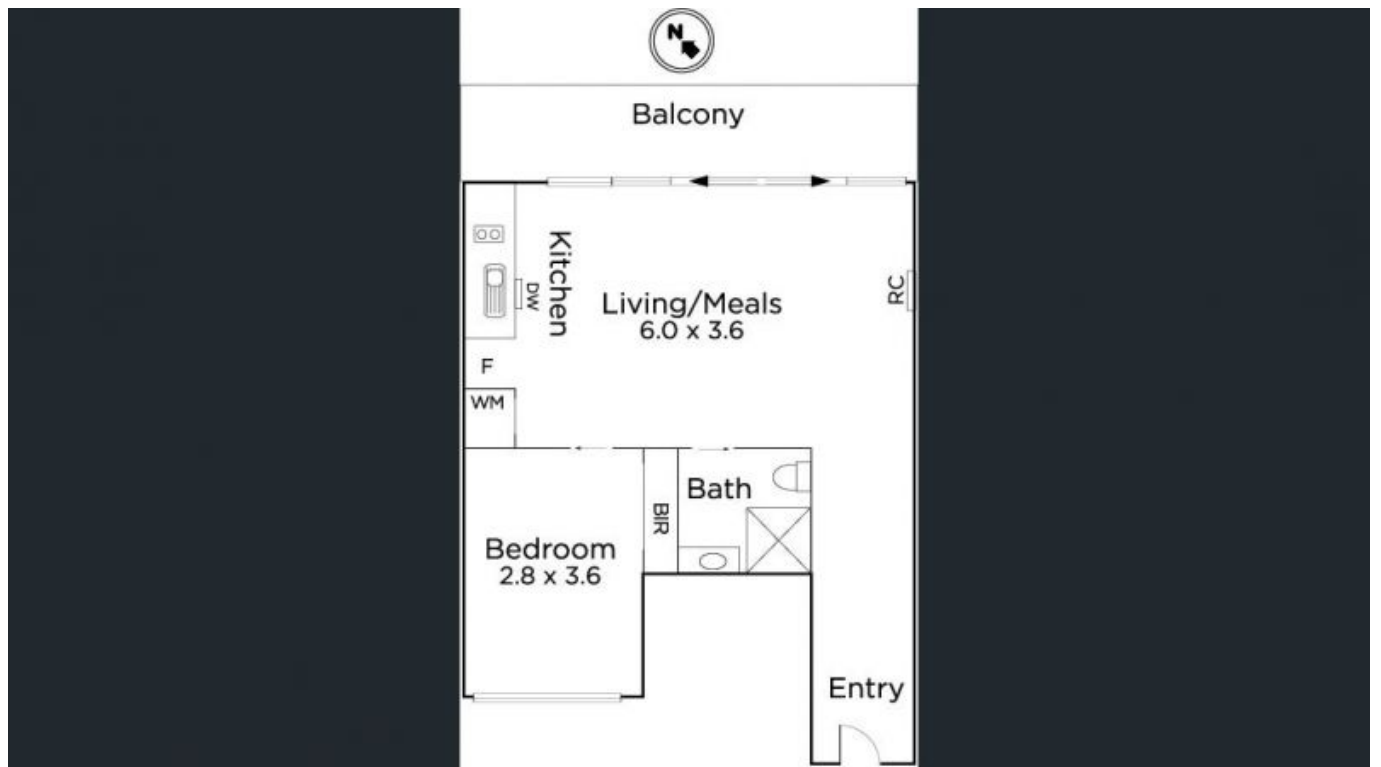 N
Balcony
Kitchen
DW
Living/Meals
6.0 x 3.6
RC
F
WM
Bath
BIR
Bedroom
2.8 x 3.6
Entry